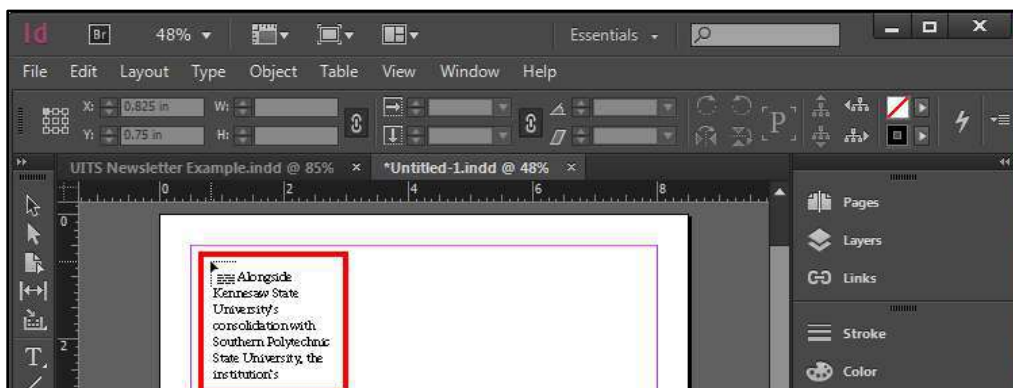 Id Br 48% Essentials
File Edit Layout Type Object Table View Window Help
X: 0.825 in W:
Y: 0.75 in H:
P
UITS Newsletter Example.indd @ 85% × *Untitled-1.indd @ 48% ×
0 2 4 6 8
0
2
T
Alongside
Kennesaw State
University's
consolidation with
Southern Polytechnic
State University, the
institution's
Pages
Layers
Links
Stroke
Color